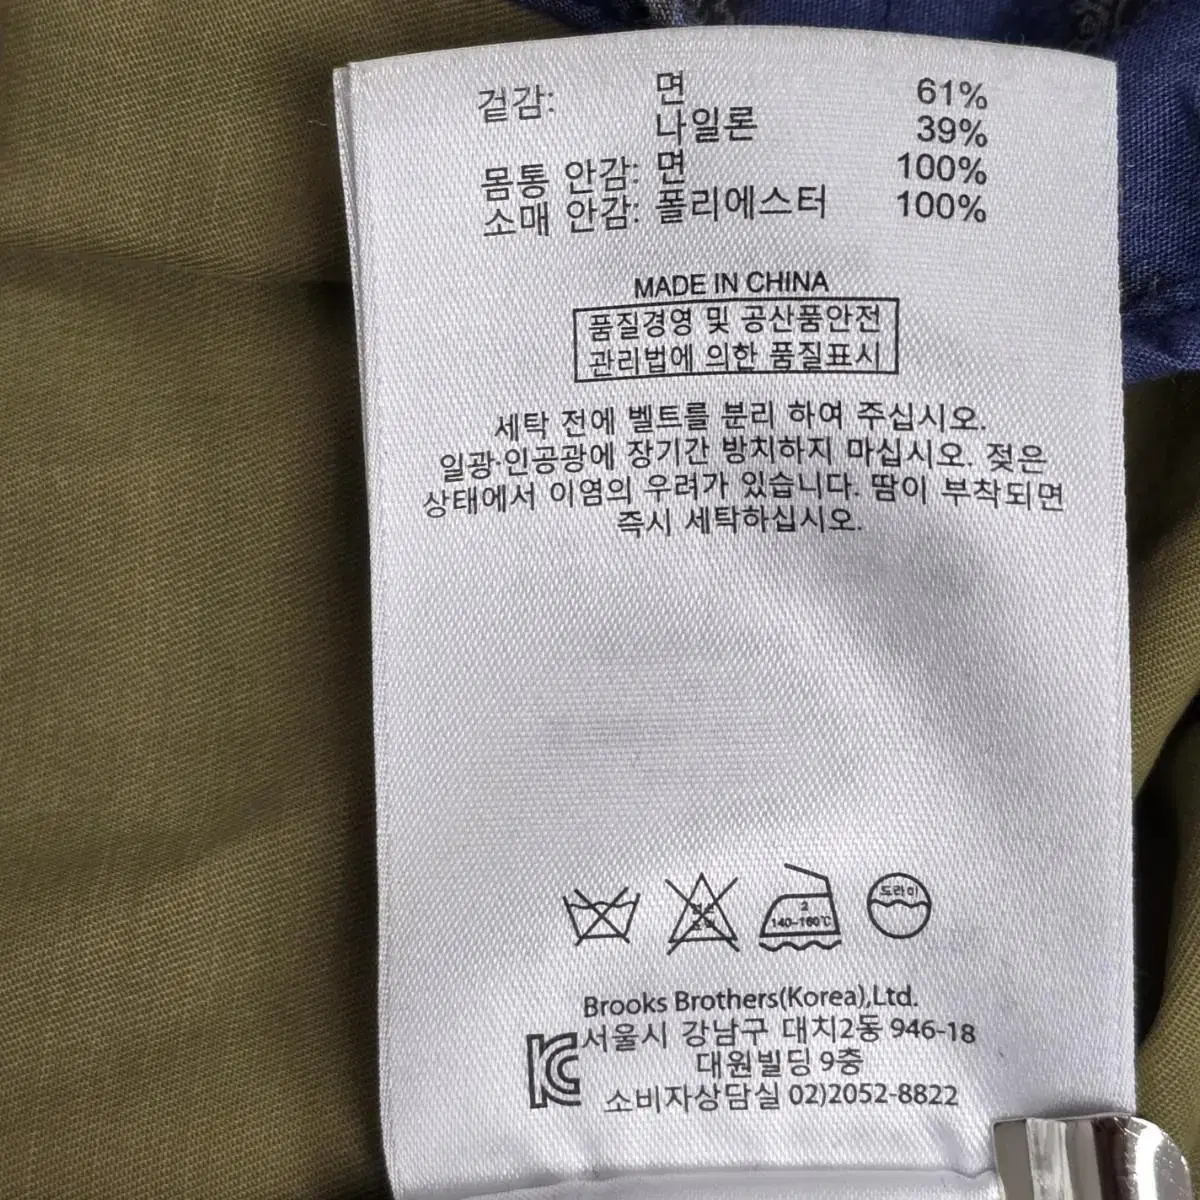 겉감: 면 61%
나일론 39%
몸통 안감: 면 100%
소매 안감: 폴리에스터 100%
MADE IN CHINA
품질경영 및 공산품안전
관리법에 의한 품질표시
세탁 전에 벨트를 분리 하여 주십시오.
일광·인공광에 장기간 방치하지 마십시오. 젖은
상태에서 이염의 우려가 있습니다. 땀이 부착되면
즉시 세탁하십시오.
염소
표백
2
140~160℃
드라이
Brooks Brothers(Korea),Ltd.
서울시 강남구 대치2동 946-18
대원빌딩 9층
소비자상담실 02)2052-8822